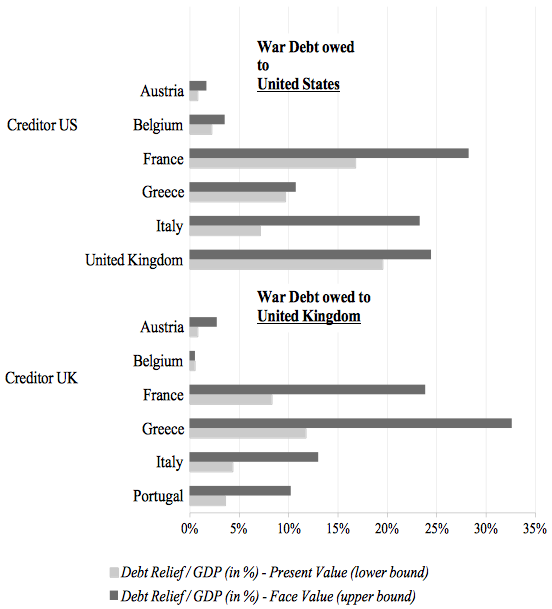 War Debt owed
to
United States
Creditor US
Austria
Belgium
France
Greece
Italy
United Kingdom
War Debt owed to
United Kingdom
Creditor UK
Austria
Belgium
France
Greece
Italy
Portugal
0% 5% 10% 15% 20% 25% 30% 35%
Debt Relief / GDP (in %) - Present Value (lower bound)
Debt Relief / GDP (in %) - Face Value (upper bound)